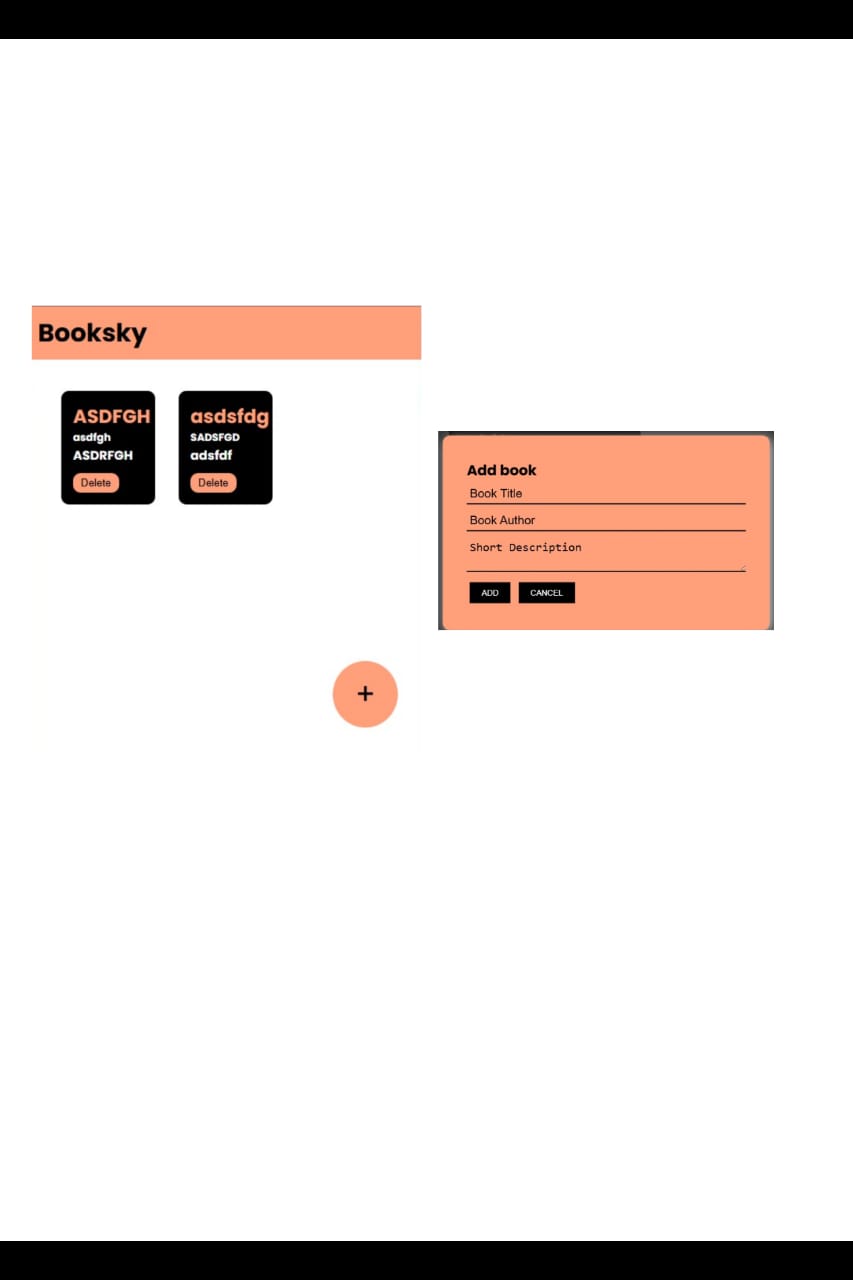 Booksky
ASDFGH
asdfgh
ASDRFGH
Delete
asdsfdg
SADSFGD
adsfdf
Delete
+
Add book
Book Title
Book Author
Short Description
ADD
CANCEL